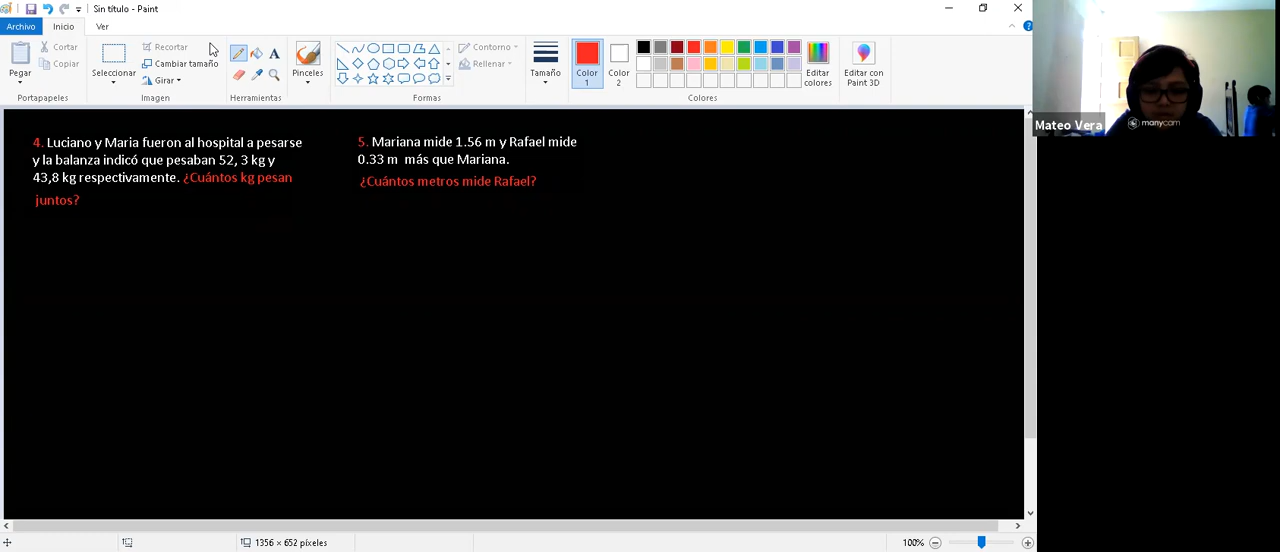 Sin título - Paint
Archivo Inicio Ver
Pegar
Cortar
Copiar
Portapapeles
Seleccionar
Recortar
Cambiar tamaño
Girar
Imagen
A
Herramientas
Pinceles
Contorno
Rellenar
Formas
Tamaño
Color 1
Color 2
Editar colores
Colores
Editar con Paint 3D
4. Luciano y Maria fueron al hospital a pesarse
y la balanza indicó que pesaban 52, 3 kg y
43,8 kg respectivamente. ¿Cuántos kg pesan
juntos?
5. Mariana mide 1.56 m y Rafael mide
0.33 m más que Mariana.
¿Cuántos metros mide Rafael?
Mateo Vera
manycam
1356 × 652 píxeles
100%